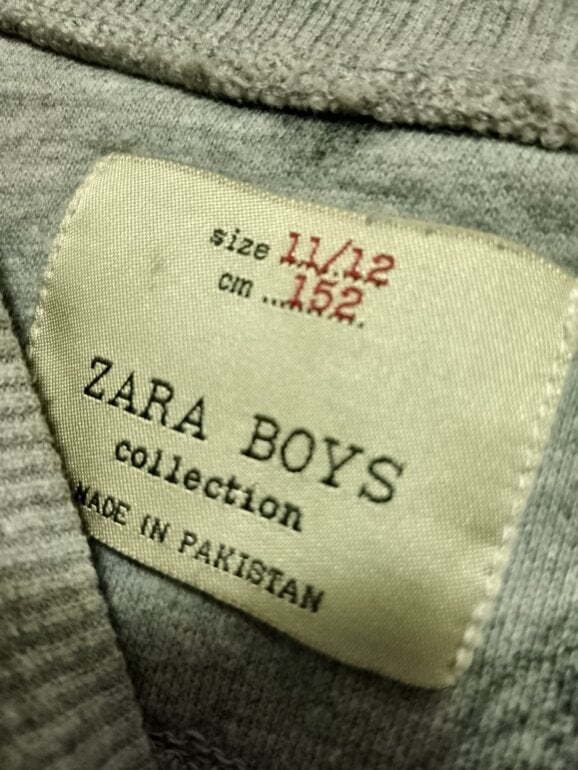 size 11/12
cm ...152.
ZARA BOYS
collection
MADE IN PAKISTAN